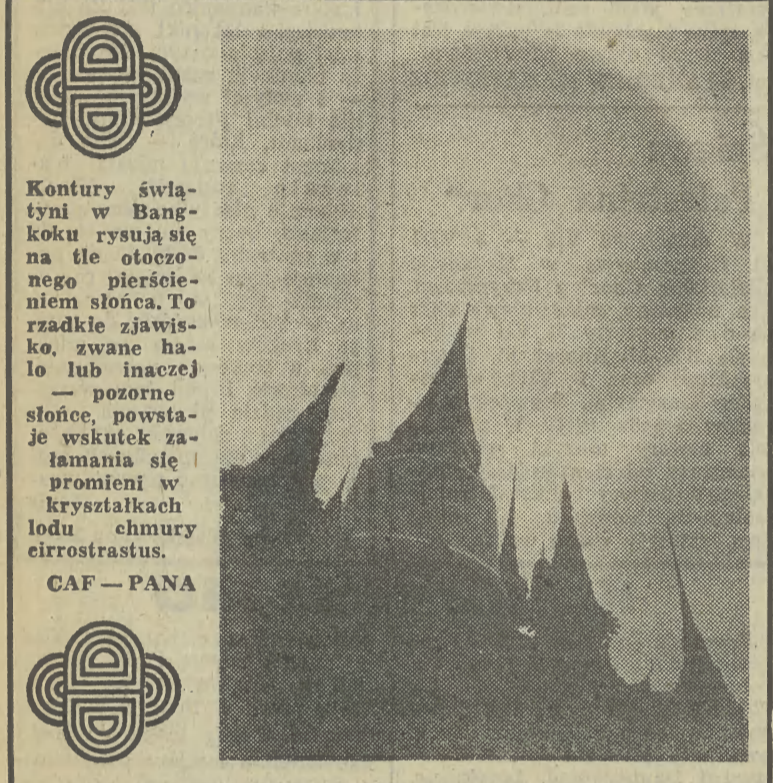 Kontury świą-
tyni w Bang-
koku rysują się
na tle otoczo-
nego pierście-
niem słońca. To
rzadkie zjawis-
ko, zwane ha-
lo lub inaczej
— pozorne
słońce, powsta-
je wskutek za-
łamania się
promieni w
kryształkach
lodu chmury
cirrostrastus.
CAF — PANA